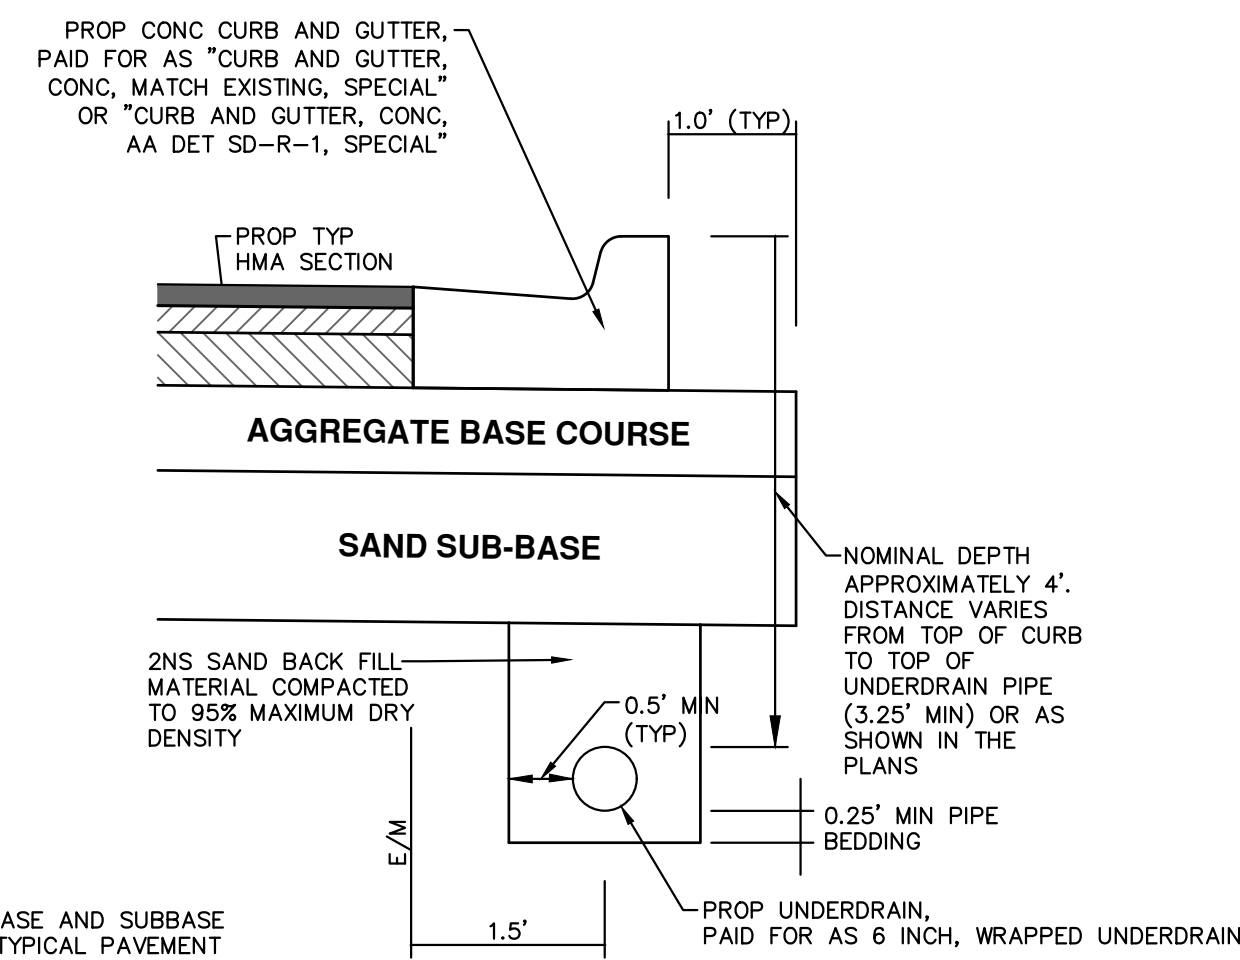 PROP CONC CURB AND GUTTER,
PAID FOR AS "CURB AND GUTTER,
CONC, MATCH EXISTING, SPECIAL"
OR "CURB AND GUTTER, CONC,
AA DET SD-R-1, SPECIAL"
1.0' (TYP)
PROP TYP
HMA SECTION
AGGREGATE BASE COURSE
SAND SUB-BASE
NOMINAL DEPTH
APPROXIMATELY 4'.
DISTANCE VARIES
FROM TOP OF CURB
TO TOP OF
UNDERDRAIN PIPE
(3.25' MIN) OR AS
SHOWN IN THE
PLANS
2NS SAND BACK FILL
MATERIAL COMPACTED
TO 95% MAXIMUM DRY
DENSITY
0.5' MIN
(TYP)
0.25' MIN PIPE
BEDDING
E/M
1.5'
PROP UNDERDRAIN,
PAID FOR AS 6 INCH, WRAPPED UNDERDRAIN
ASE AND SUBBASE
TYPICAL PAVEMENT